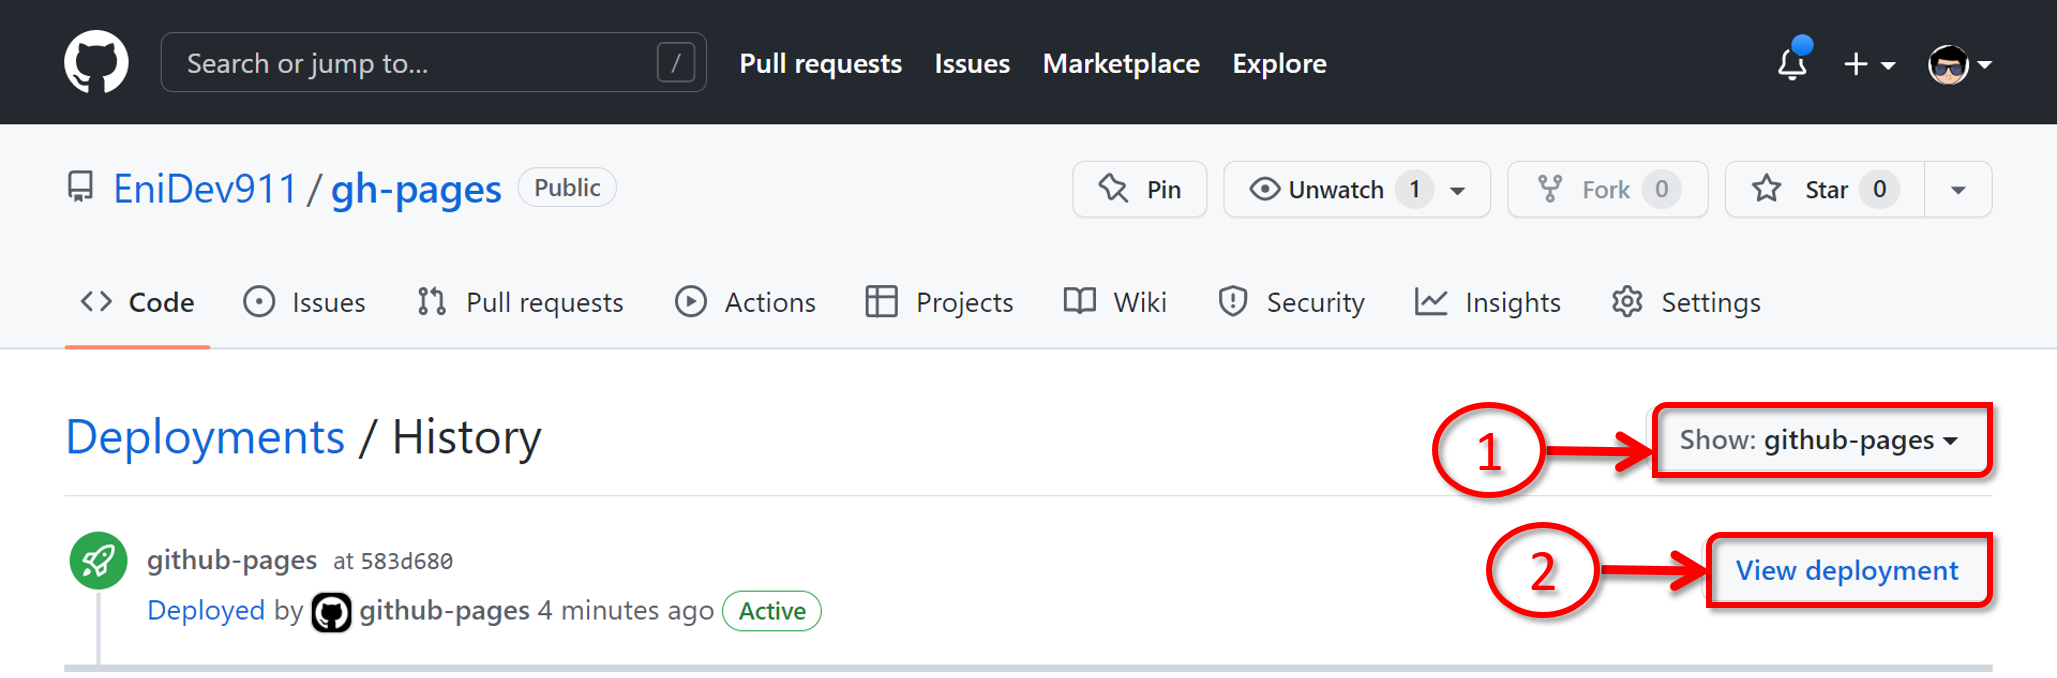 Search or jump to... / Pull requests Issues Marketplace Explore
EniDev911 / gh-pages Public Pin Unwatch 1 Fork 0 Star 0
Code Issues Pull requests Actions Projects Wiki Security Insights Settings
Deployments / History 1 Show: github-pages
github-pages at 583d680 2 View deployment
Deployed by github-pages 4 minutes ago Active